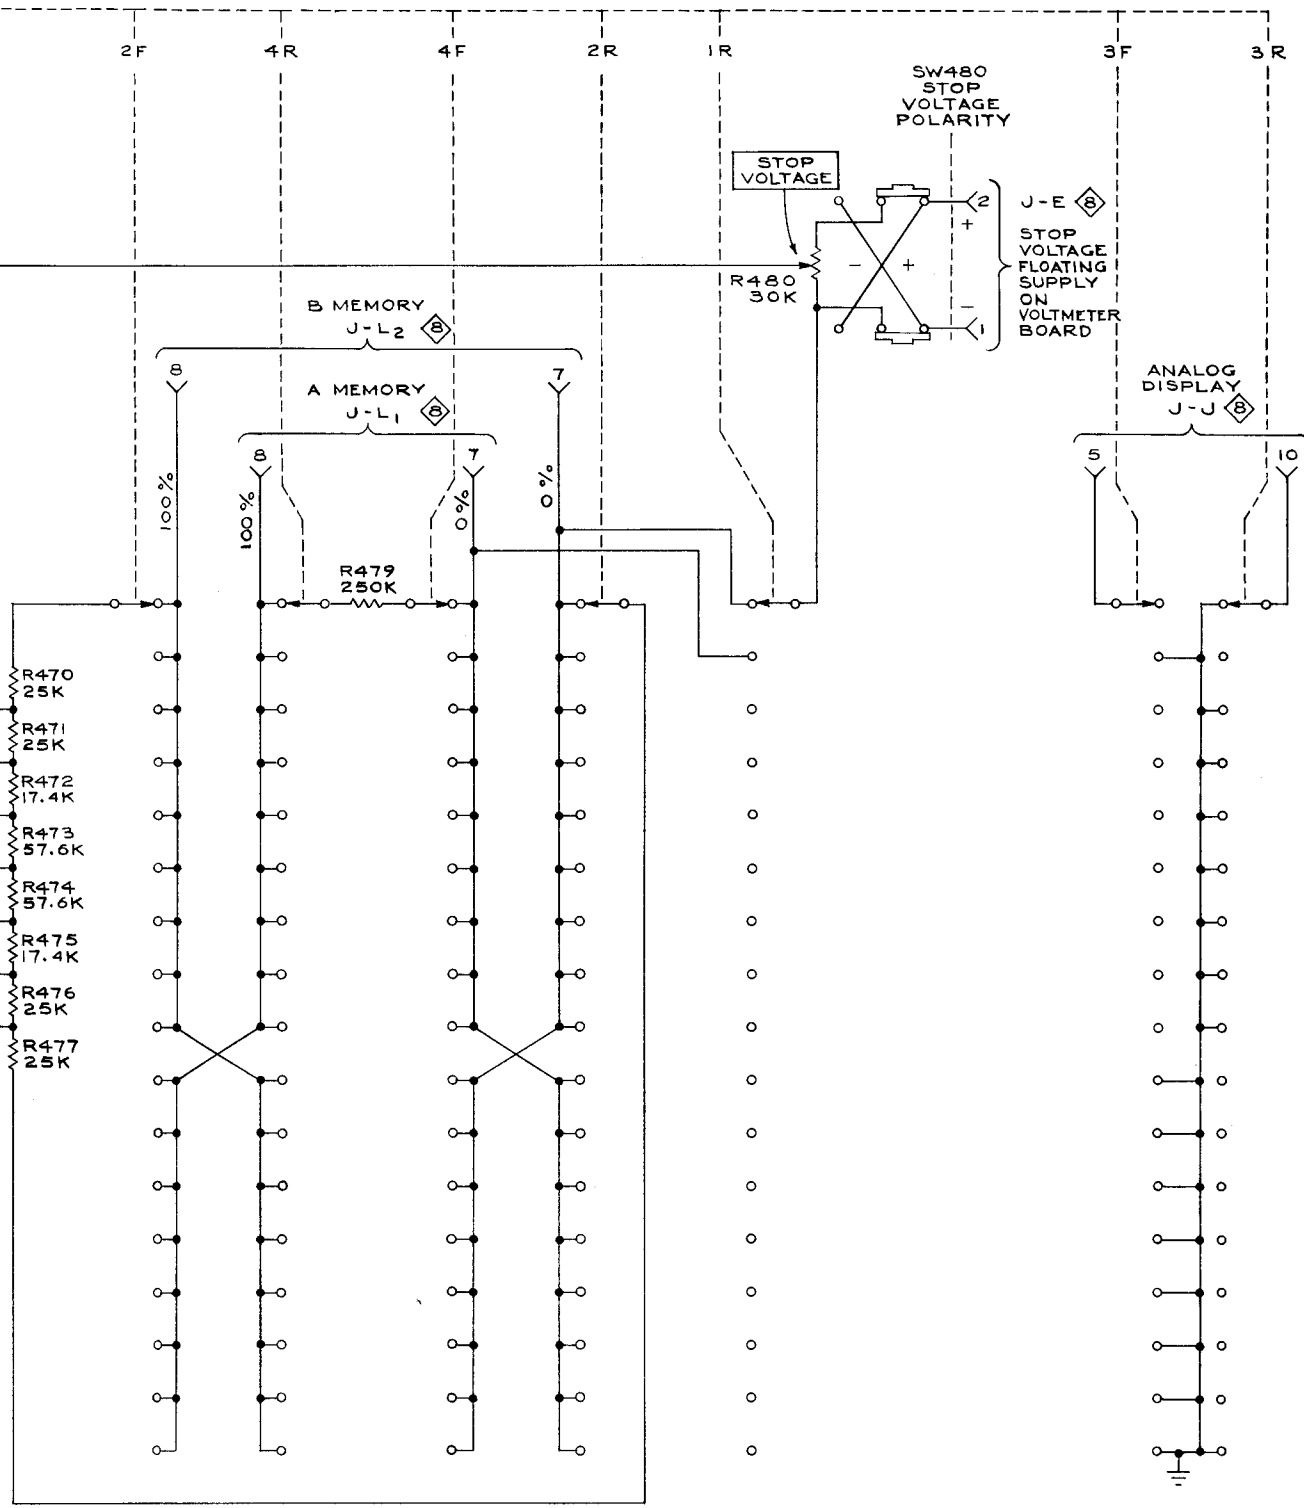 2F
4R
4F
2R
1R
3F
3R
SW480
STOP
VOLTAGE
POLARITY
STOP
VOLTAGE
2
+
J-E 8
STOP
VOLTAGE
FLOATING
SUPPLY
ON
VOLTMETER
BOARD
- +
R480
30K
-
1
B MEMORY
J-L2 8
8
7
A MEMORY
J-L1 8
8
7
ANALOG
DISPLAY
J-J 8
5
10
100%
100%
0%
0%
R479
250K
R470
25K
R471
25K
R472
17.4K
R473
57.6K
R474
57.6K
R475
17.4K
R476
25K
R477
25K